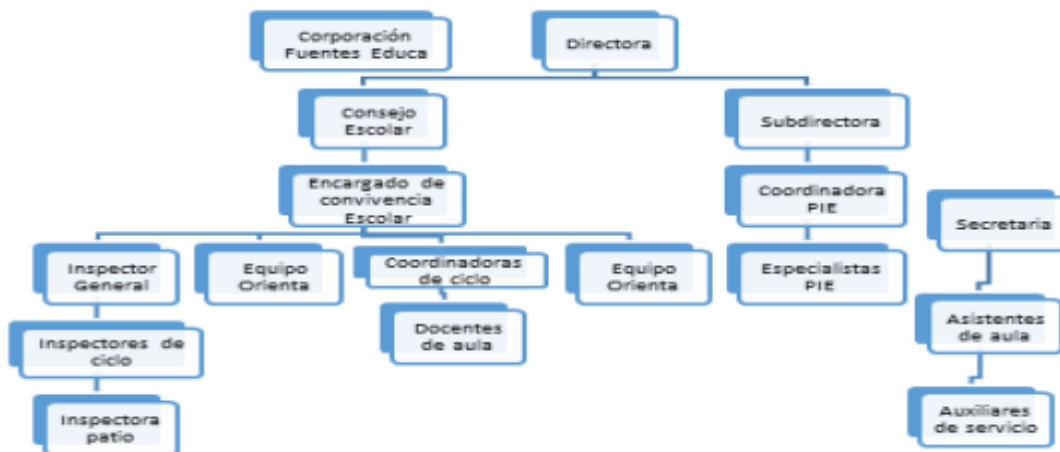 Corporación
Fuentes Educa
Directora
Consejo
Escolar
Subdirectora
Encargado de
convivencia
Escolar
Coordinadora
PIE
Secretaria
Inspector
General
Equipo
Orienta
Coordinadoras
de ciclo
Equipo
Orienta
Especialistas
PIE
Inspectores de
ciclo
Docentes
de aula
Asistentes
de aula
Inspectora
patio
Auxiliares
de servicio